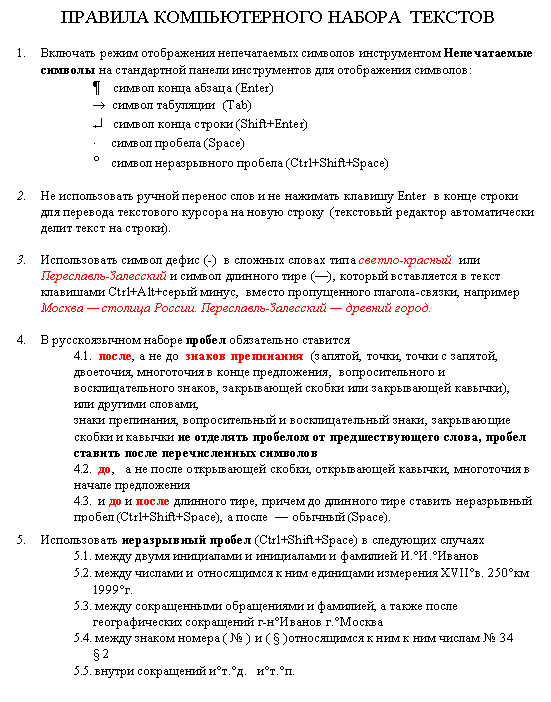 ПРАВИЛА КОМПЬЮТЕРНОГО НАБОРА ТЕКСТОВ
1. Включать режим отображения непечатаемых символов инструментом Непечатаемые
символы на стандартной панели инструментов для отображения символов:
¶ символ конца абзаца (Enter)
→ символ табуляции (Tab)
↵ символ конца строки (Shift+Enter)
· символ пробела (Space)
° символ неразрывного пробела (Ctrl+Shift+Space)
2. Не использовать ручной перенос слов и не нажимать клавишу Enter в конце строки
для перевода текстового курсора на новую строку (текстовый редактор автоматически
делит текст на строки).
3. Использовать символ дефис (-) в сложных словах типа светло-красный или
Переславль-Залесский и символ длинного тире (—), который вставляется в текст
клавишами Ctrl+Alt+серый минус, вместо пропущенного глагола-связки, например
Москва — столица России. Переславль-Залесский — древний город.
4. В русскоязычном наборе пробел обязательно ставится
4.1. после, а не до знаков препинания (запятой, точки, точки с запятой,
двоеточия, многоточия в конце предложения, вопросительного и
восклицательного знаков, закрывающей скобки или закрывающей кавычки),
или другими словами,
знаки препинания, вопросительный и восклицательный знаки, закрывающие
скобки и кавычки не отделять пробелом от предшествующего слова, пробел
ставить после перечисленных символов
4.2. до, а не после открывающей скобки, открывающей кавычки, многоточия в
начале предложения
4.3. и до и после длинного тире, причем до длинного тире ставить неразрывный
пробел (Ctrl+Shift+Space), а после — обычный (Space).
5. Использовать неразрывный пробел (Ctrl+Shift+Space) в следующих случаях
5.1. между двумя инициалами и инициалами и фамилией И.°И.°Иванов
5.2. между числами и относящимся к ним единицами измерения XVII°в. 250°км
1999°г.
5.3. между сокращенными обращениями и фамилией, а также после
географических сокращений г-н°Иванов г.°Москва
5.4. между знаком номера ( № ) и ( § )относящимся к ним к ним числам № 34
§ 2
5.5. внутри сокращений и°т.°д. и°т.°п.